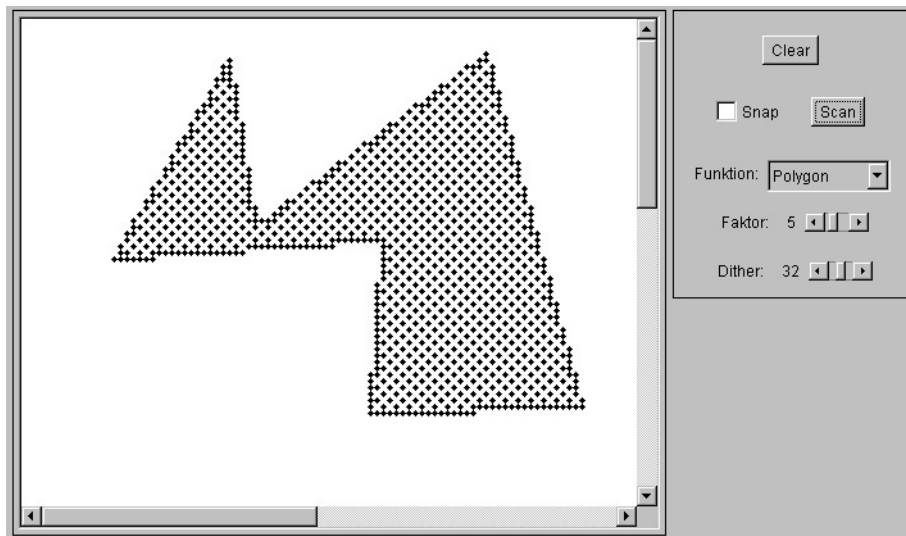 Clear
Snap Scan
Funktion: Polygon
Faktor: 5
Dither: 32